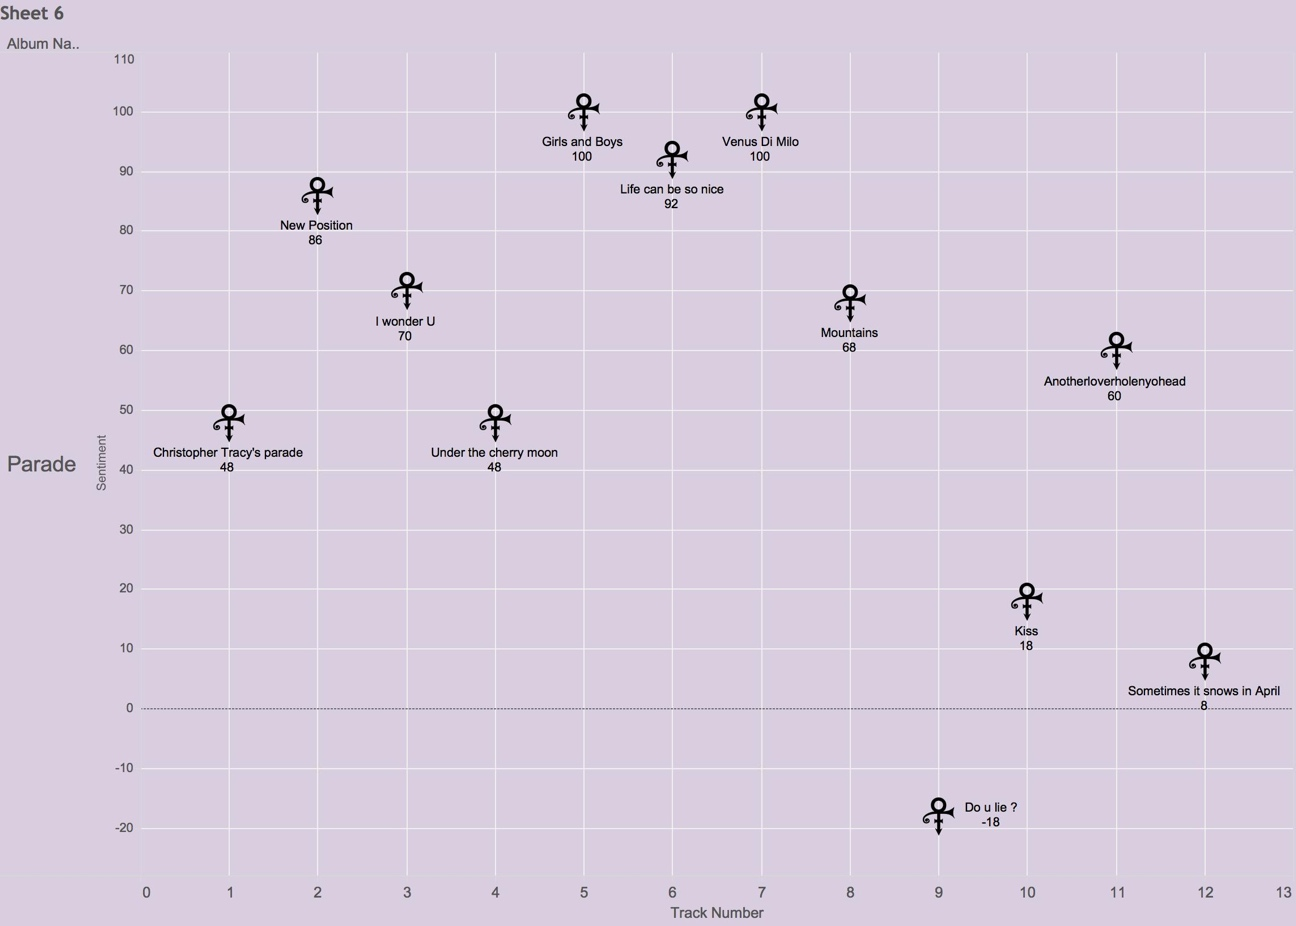 Sheet 6
Album Na..
110
100
90
80
70
60
50
40
30
20
10
0
-10
-20
Parade
Sentiment
Girls and Boys
100
Venus Di Milo
100
Life can be so nice
92
New Position
86
I wonder U
70
Mountains
68
Anotherloverholenyohead
60
Christopher Tracy's parade
48
Under the cherry moon
48
Kiss
18
Sometimes it snows in April
8
Do u lie ?
-18
0 1 2 3 4 5 6 7 8 9 10 11 12 13
Track Number